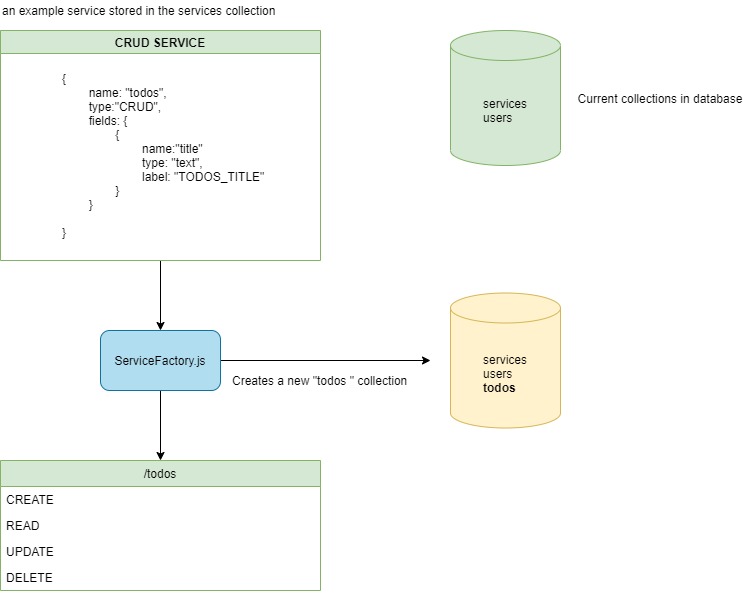 an example service stored in the services collection
CRUD SERVICE
{
name: "todos",
type:"CRUD",
fields: {
{
name:"title"
type: "text",
label: "TODOS_TITLE"
}
}
}
services
users
Current collections in database
ServiceFactory.js
Creates a new "todos " collection
services
users
todos
/todos
CREATE
READ
UPDATE
DELETE